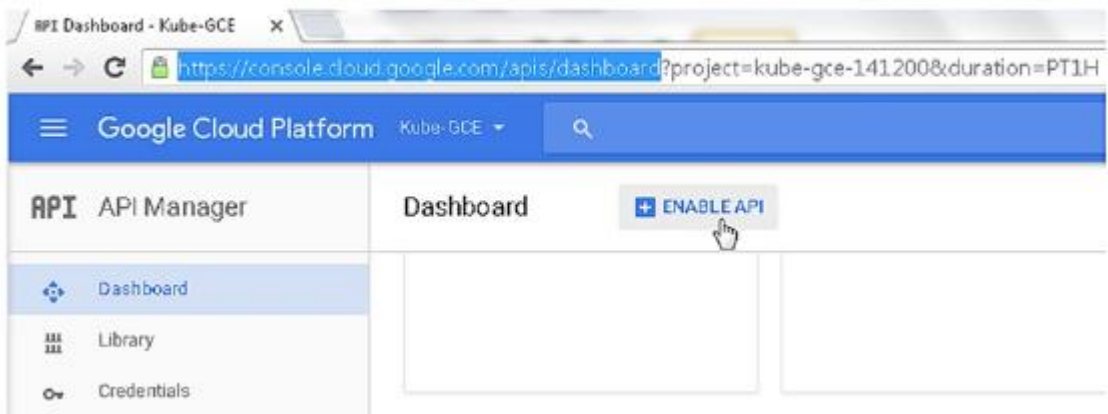 API Dashboard - Kube-GCE
https://console.cloud.google.com/apis/dashboard?project=kube-gce-141200&duration=PT1H
Google Cloud Platform Kube-GCE
API API Manager Dashboard ENABLE API
Dashboard
Library
Credentials